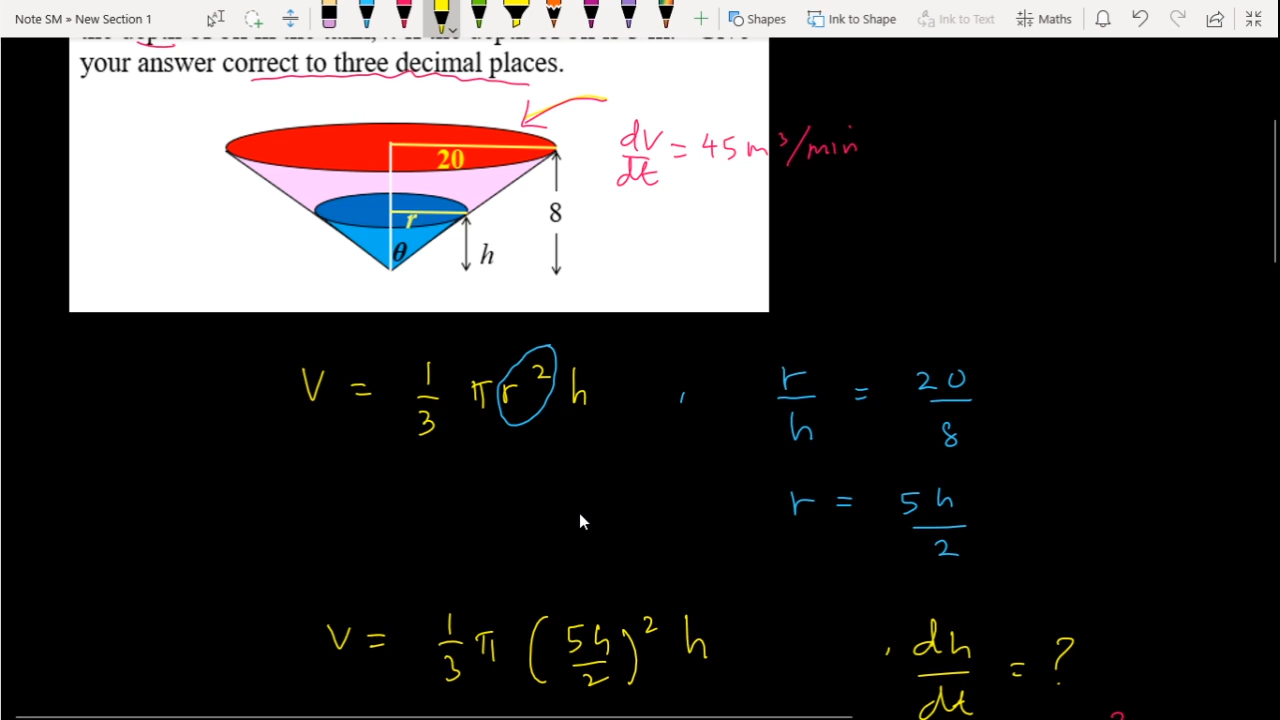 Note SM » New Section 1
Shapes
Ink to Shape
Ink to Text
Maths
your answer correct to three decimal places.
20
r
θ
h
8
dv/dt = 45 m³/min
V = 1/3 π r² h , r/h = 20/8
r = 5h/2
V = 1/3 π (5h/2)² h , dh/dt = ?